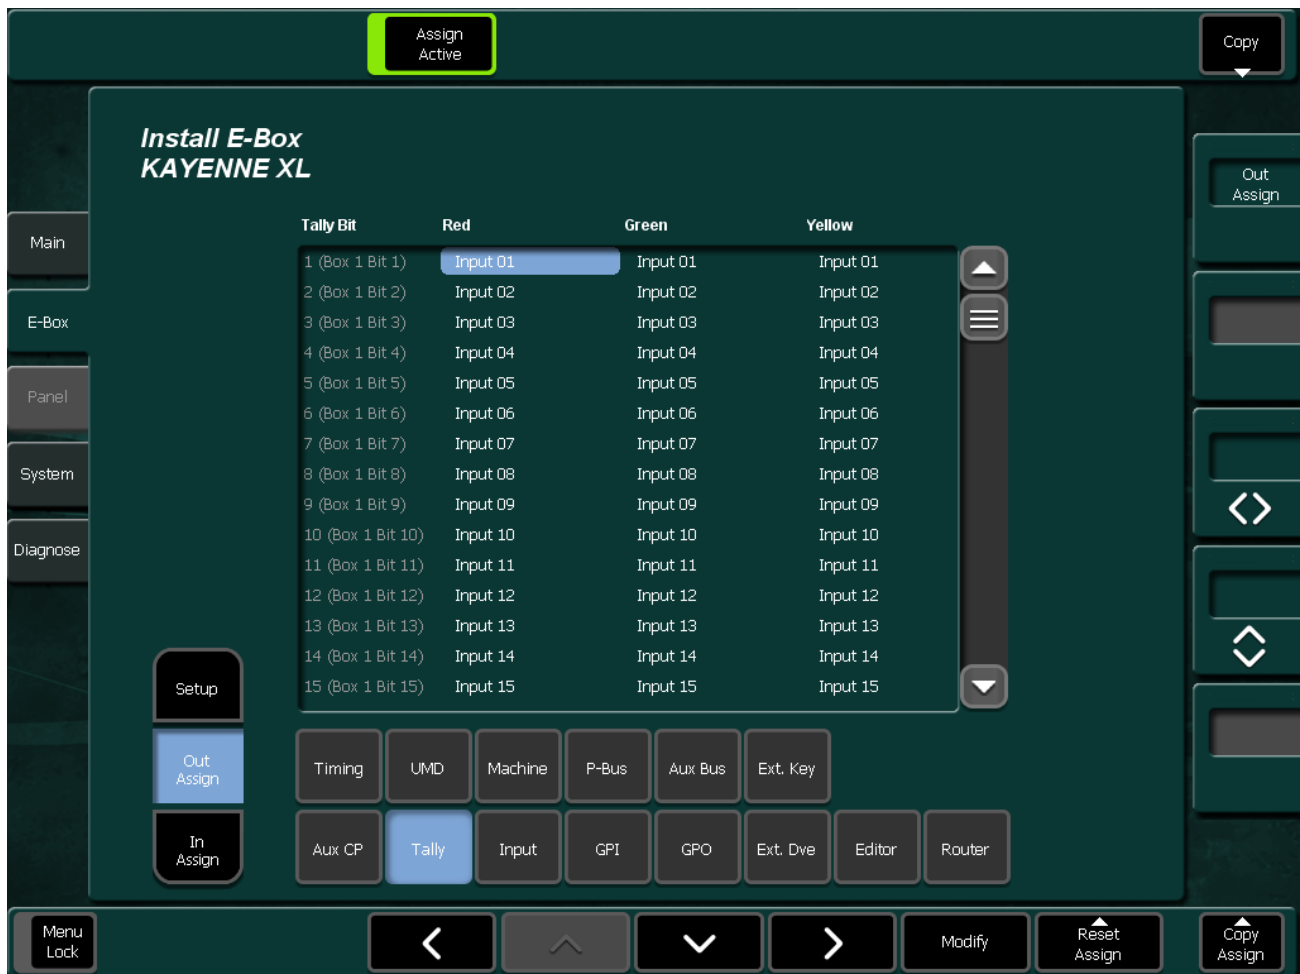 Assign
Active
Copy
Install E-Box
KAYENNE XL
Out
Assign
Main
E-Box
Panel
System
Diagnose
Tally Bit Red Green Yellow
1 (Box 1 Bit 1) Input 01 Input 01 Input 01
2 (Box 1 Bit 2) Input 02 Input 02 Input 02
3 (Box 1 Bit 3) Input 03 Input 03 Input 03
4 (Box 1 Bit 4) Input 04 Input 04 Input 04
5 (Box 1 Bit 5) Input 05 Input 05 Input 05
6 (Box 1 Bit 6) Input 06 Input 06 Input 06
7 (Box 1 Bit 7) Input 07 Input 07 Input 07
8 (Box 1 Bit 8) Input 08 Input 08 Input 08
9 (Box 1 Bit 9) Input 09 Input 09 Input 09
10 (Box 1 Bit 10) Input 10 Input 10 Input 10
11 (Box 1 Bit 11) Input 11 Input 11 Input 11
12 (Box 1 Bit 12) Input 12 Input 12 Input 12
13 (Box 1 Bit 13) Input 13 Input 13 Input 13
14 (Box 1 Bit 14) Input 14 Input 14 Input 14
15 (Box 1 Bit 15) Input 15 Input 15 Input 15
Setup
Out
Assign
In
Assign
Timing UMD Machine P-Bus Aux Bus Ext. Key
Aux CP Tally Input GPI GPO Ext. Dve Editor Router
Menu
Lock
Modify
Reset
Assign
Copy
Assign